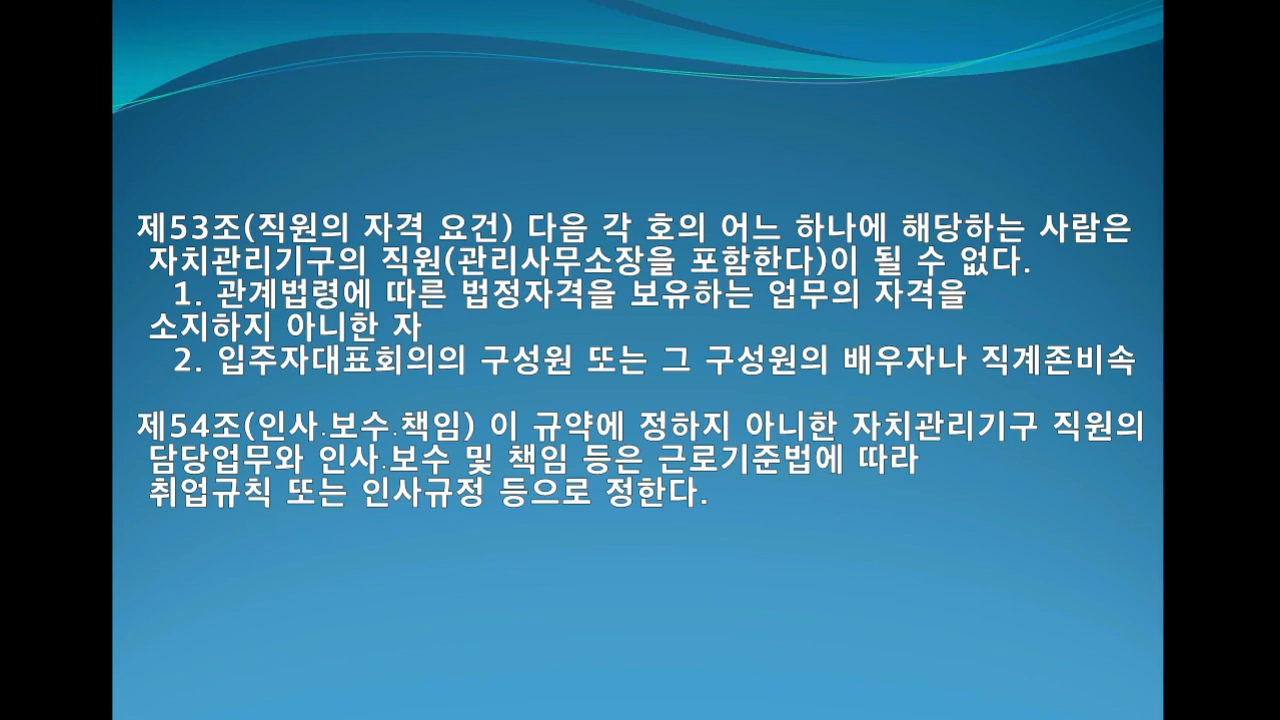 제53조(직원의 자격 요건) 다음 각 호의 어느 하나에 해당하는 사람은
자치관리기구의 직원(관리사무소장을 포함한다)이 될 수 없다.
1. 관계법령에 따른 법정자격을 보유하는 업무의 자격을
소지하지 아니한 자
2. 입주자대표회의의 구성원 또는 그 구성원의 배우자나 직계존비속
제54조(인사.보수.책임) 이 규약에 정하지 아니한 자치관리기구 직원의
담당업무와 인사.보수 및 책임 등은 근로기준법에 따라
취업규칙 또는 인사규정 등으로 정한다.